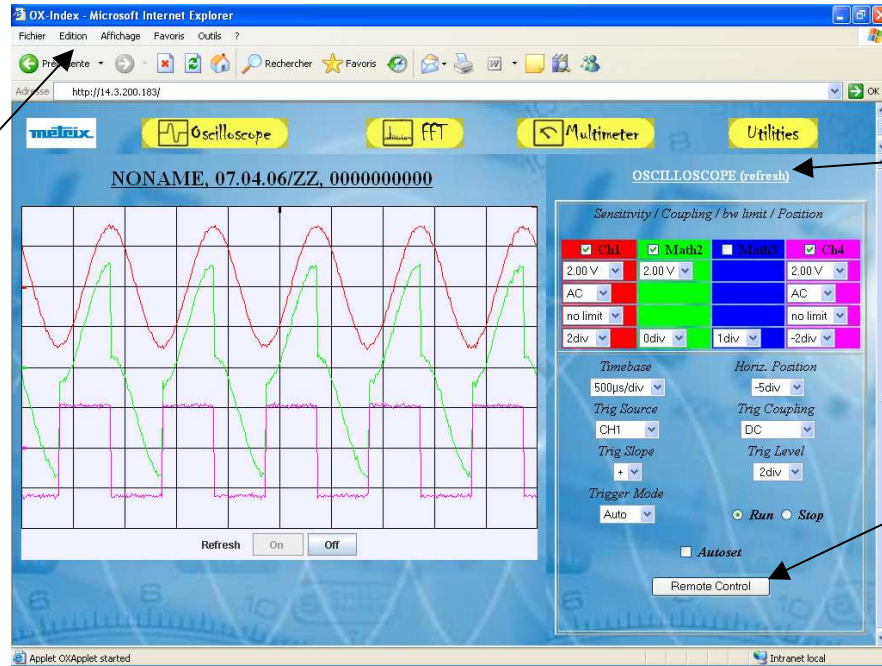 OX-Index - Microsoft Internet Explorer
Fichier Edition Affichage Favoris Outils ?
Précédente Rechercher Favoris
Adresse http://14.3.200.183/ OK
metrix Oscilloscope FFT Multimeter Utilities
NONAME, 07.04.06/ZZ, 0000000000
OSCILLOSCOPE (refresh)
Sensitivity / Coupling / bw limit / Position
Ch1 Math2 Math3 Ch4
2.00 V 2.00 V 2.00 V
AC AC
no limit no limit
2div 0div 1div -2div
Timebase Horiz. Position
500µs/div -5div
Trig Source Trig Coupling
CH1 DC
Trig Slope Trig Level
+ 2div
Trigger Mode
Auto Run Stop
Refresh On Off
Autoset
Remote Control
Applet OXApplet started Intranet local